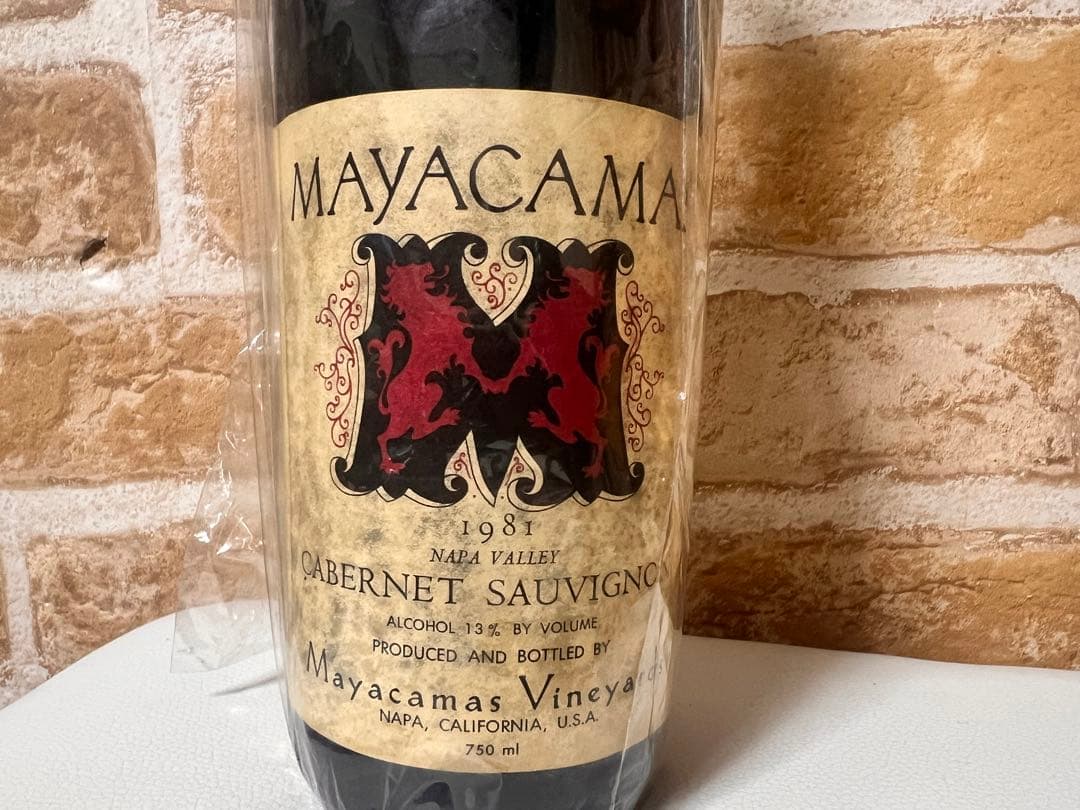 MAYACAMA
1981
NAPA VALLEY
CABERNET SAUVIGNO
ALCOHOL 13% BY VOLUME
PRODUCED AND BOTTLED BY
Mayacamas Vineyards
NAPA, CALIFORNIA, U.S.A.
750 ml